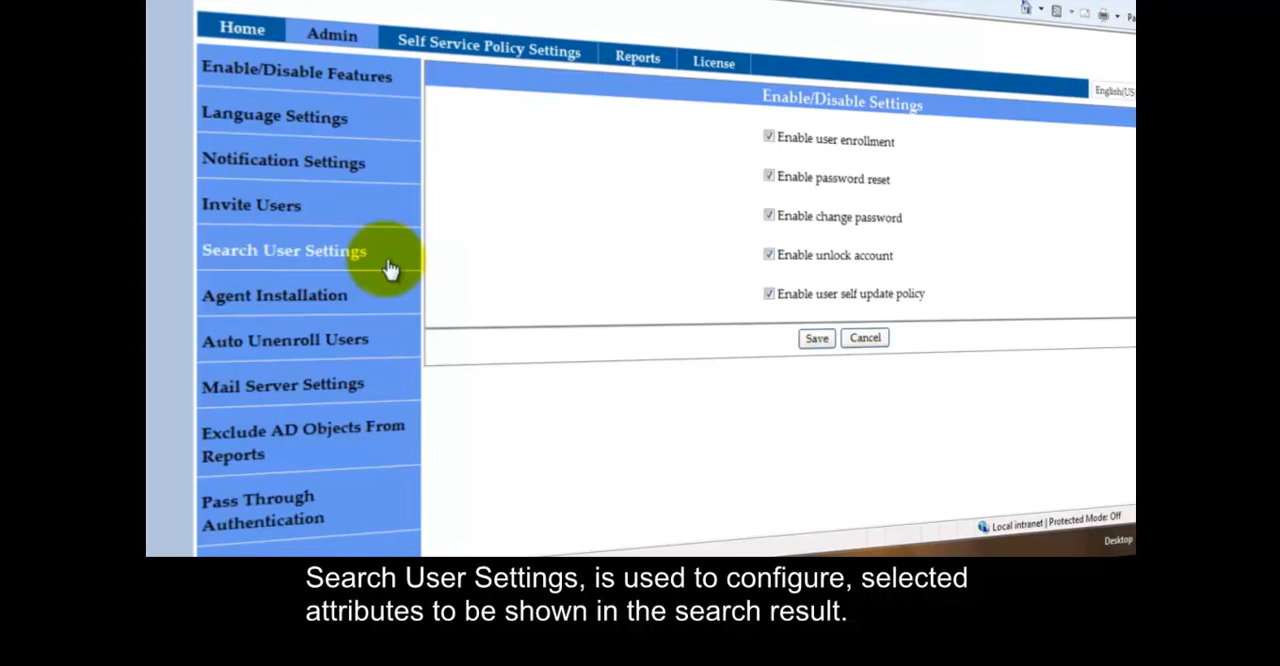 Home
Admin
Self Service Policy Settings
Reports
License
English(US
Enable/Disable Features
Language Settings
Notification Settings
Invite Users
Search User Settings
Agent Installation
Auto Unenroll Users
Mail Server Settings
Exclude AD Objects From
Reports
Pass Through
Authentication
Enable/Disable Settings
Enable user enrollment
Enable password reset
Enable change password
Enable unlock account
Enable user self update policy
Save
Cancel
Local intranet | Protected Mode: Off
Desktop
Search User Settings, is used to configure, selected
attributes to be shown in the search result.